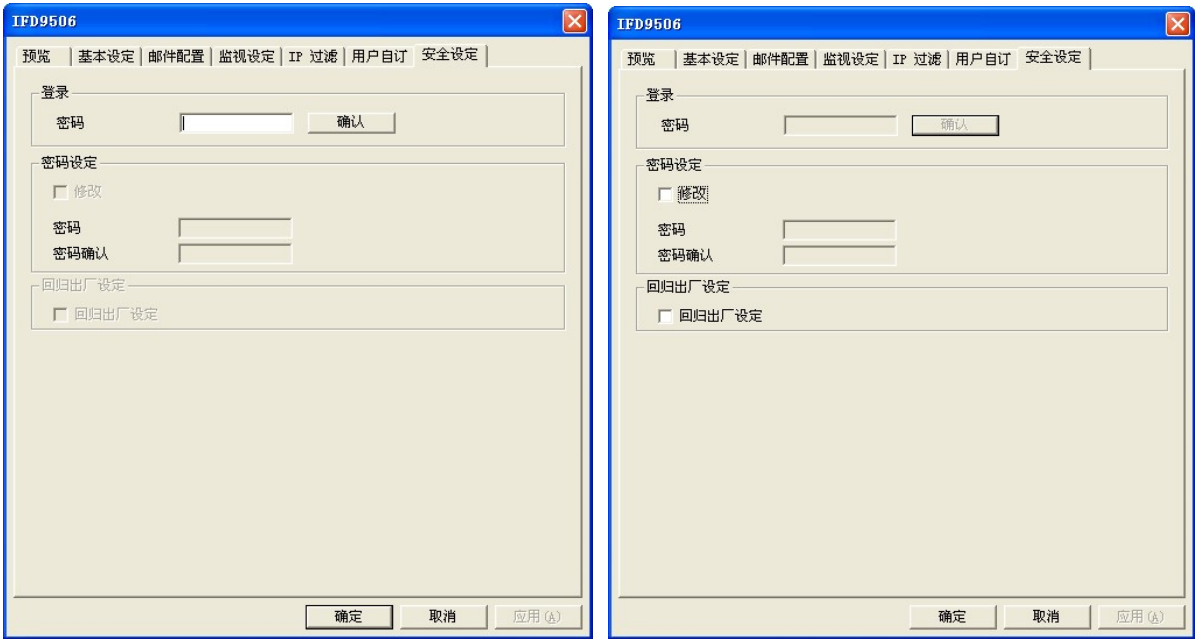 IFD9506
预览 基本设定 邮件配置 监视设定 IP 过滤 用户自订 安全设定
登录
密码 确认
密码设定
修改
密码
密码确认
回归出厂设定
回归出厂设定
确定 取消 应用(A)
IFD9506
预览 基本设定 邮件配置 监视设定 IP 过滤 用户自订 安全设定
登录
密码 确认
密码设定
修改
密码
密码确认
回归出厂设定
回归出厂设定
确定 取消 应用(A)